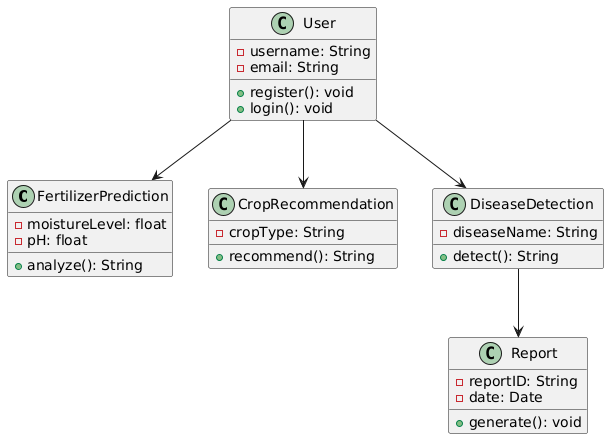 C User
username: String
email: String
register(): void
login(): void
C FertilizerPrediction
moistureLevel: float
pH: float
analyze(): String
C CropRecommendation
cropType: String
recommend(): String
C DiseaseDetection
diseaseName: String
detect(): String
C Report
reportID: String
date: Date
generate(): void